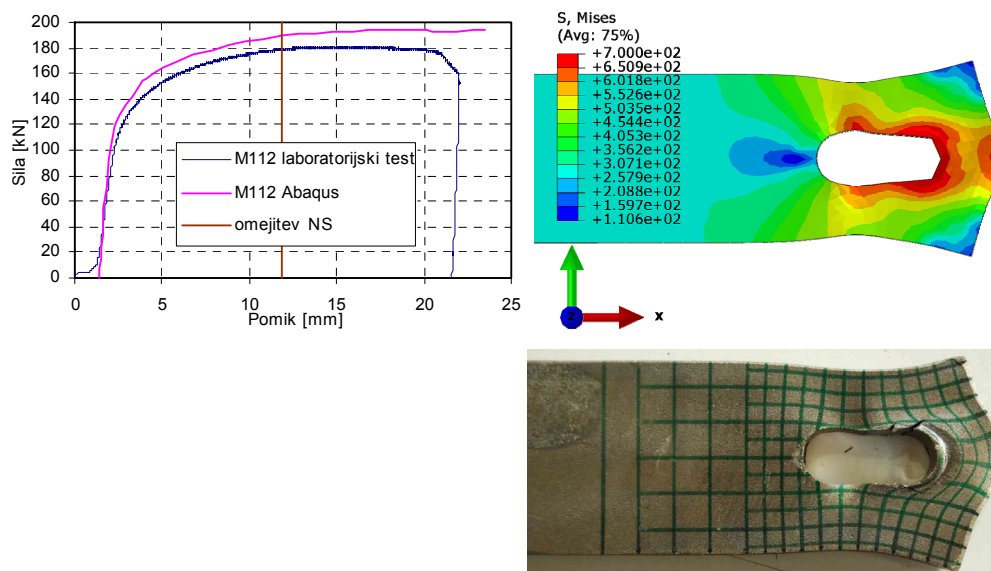 200
180
160
140
120
100
80
60
40
20
0
Sila [kN]
M112 laboratorijski test
M112 Abaqus
omejitev NS
0 5 10 15 20 25
Pomik [mm]
S, Mises
(Avg: 75%)
+7.000e+02
+6.509e+02
+6.018e+02
+5.526e+02
+5.035e+02
+4.544e+02
+4.053e+02
+3.562e+02
+3.071e+02
+2.579e+02
+2.088e+02
+1.597e+02
+1.106e+02
Z
x